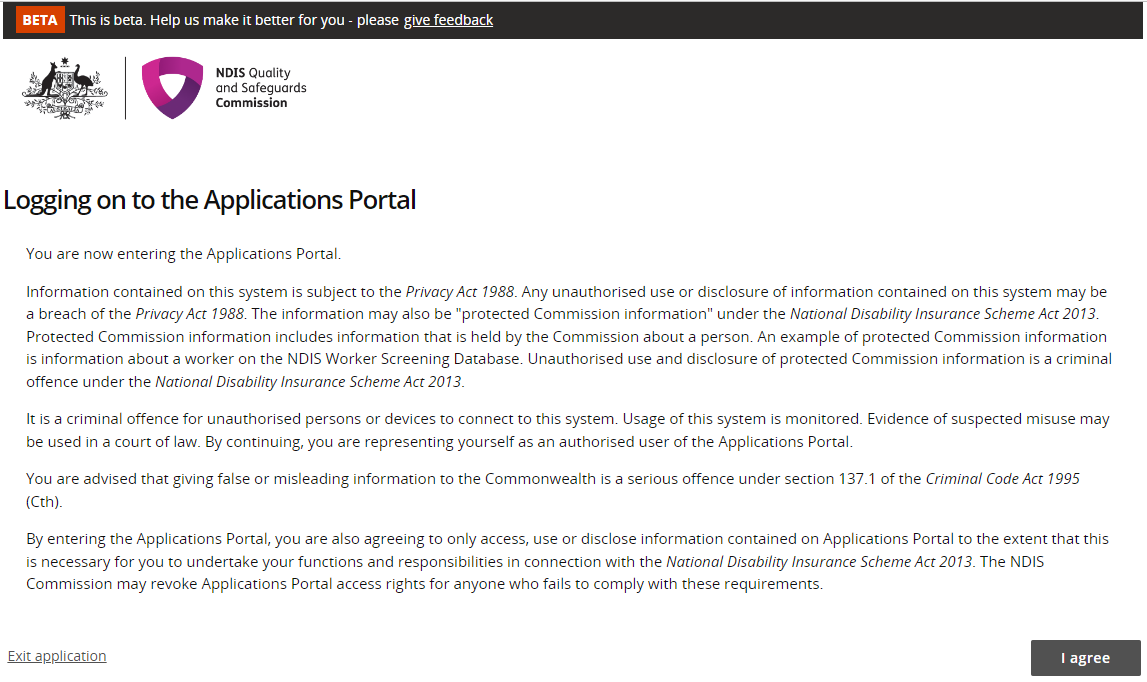 BETA This is beta. Help us make it better for you - please give feedback
NDIS Quality
and Safeguards
Commission
Logging on to the Applications Portal
You are now entering the Applications Portal.
Information contained on this system is subject to the Privacy Act 1988. Any unauthorised use or disclosure of information contained on this system may be
a breach of the Privacy Act 1988. The information may also be "protected Commission information" under the National Disability Insurance Scheme Act 2013.
Protected Commission information includes information that is held by the Commission about a person. An example of protected Commission information
is information about a worker on the NDIS Worker Screening Database. Unauthorised use and disclosure of protected Commission information is a criminal
offence under the National Disability Insurance Scheme Act 2013.
It is a criminal offence for unauthorised persons or devices to connect to this system. Usage of this system is monitored. Evidence of suspected misuse may
be used in a court of law. By continuing, you are representing yourself as an authorised user of the Applications Portal.
You are advised that giving false or misleading information to the Commonwealth is a serious offence under section 137.1 of the Criminal Code Act 1995
(Cth).
By entering the Applications Portal, you are also agreeing to only access, use or disclose information contained on Applications Portal to the extent that this
is necessary for you to undertake your functions and responsibilities in connection with the National Disability Insurance Scheme Act 2013. The NDIS
Commission may revoke Applications Portal access rights for anyone who fails to comply with these requirements.
Exit application
I agree